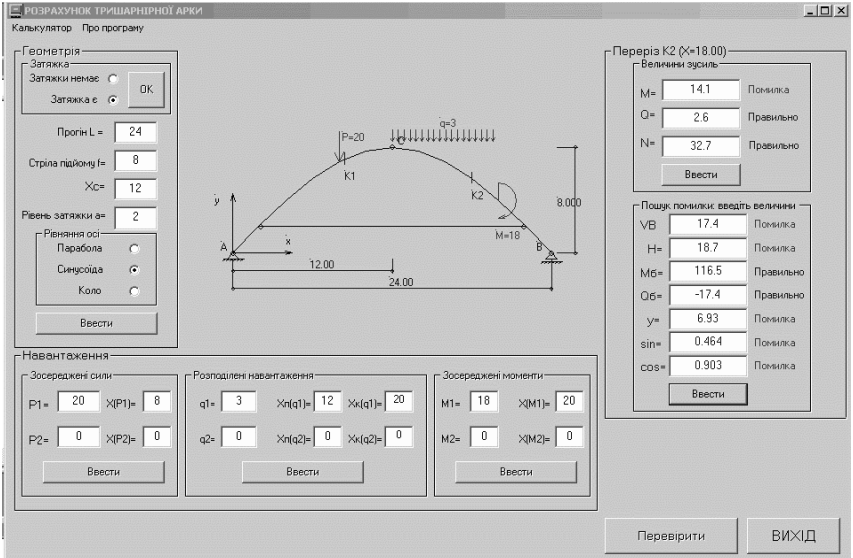 РОЗРАХУНОК ТРИШАРНІРНОЇ АРКИ
Калькулятор Про програму
Геометрія
Затяжка
Затяжки немає
Затяжка є
OK
Прогін L = 24
Стріла підйому f= 8
Xc= 12
Рівень затяжки a= 2
Рівняння осі
Парабола
Синусоїда
Коло
Ввести
P=20
q=3
C
K1
K2
y
x
A
B
M=18
8.000
12.00
24.00
Переріз K2 (X=18.00)
Величини зусиль
M= 14.1 Помилка
Q= 2.6 Правильно
N= 32.7 Правильно
Ввести
Пошук помилки: введіть величини
VB 17.4 Помилка
H= 18.7 Помилка
Mб= 116.5 Правильно
Qб= -17.4 Правильно
y= 6.93 Помилка
sin= 0.464 Помилка
cos= 0.903 Помилка
Ввести
Навантаження
Зосереджені сили
P1= 20 X(P1)= 8
P2= 0 X(P2)= 0
Ввести
Розподілені навантаження
q1= 3 Xп(q1)= 12 Xк(q1)= 20
q2= 0 Xп(q2)= 0 Xк(q2)= 0
Ввести
Зосереджені моменти
M1= 18 X(M1)= 20
M2= 0 X(M2)= 0
Ввести
Перевірити
ВИХІД